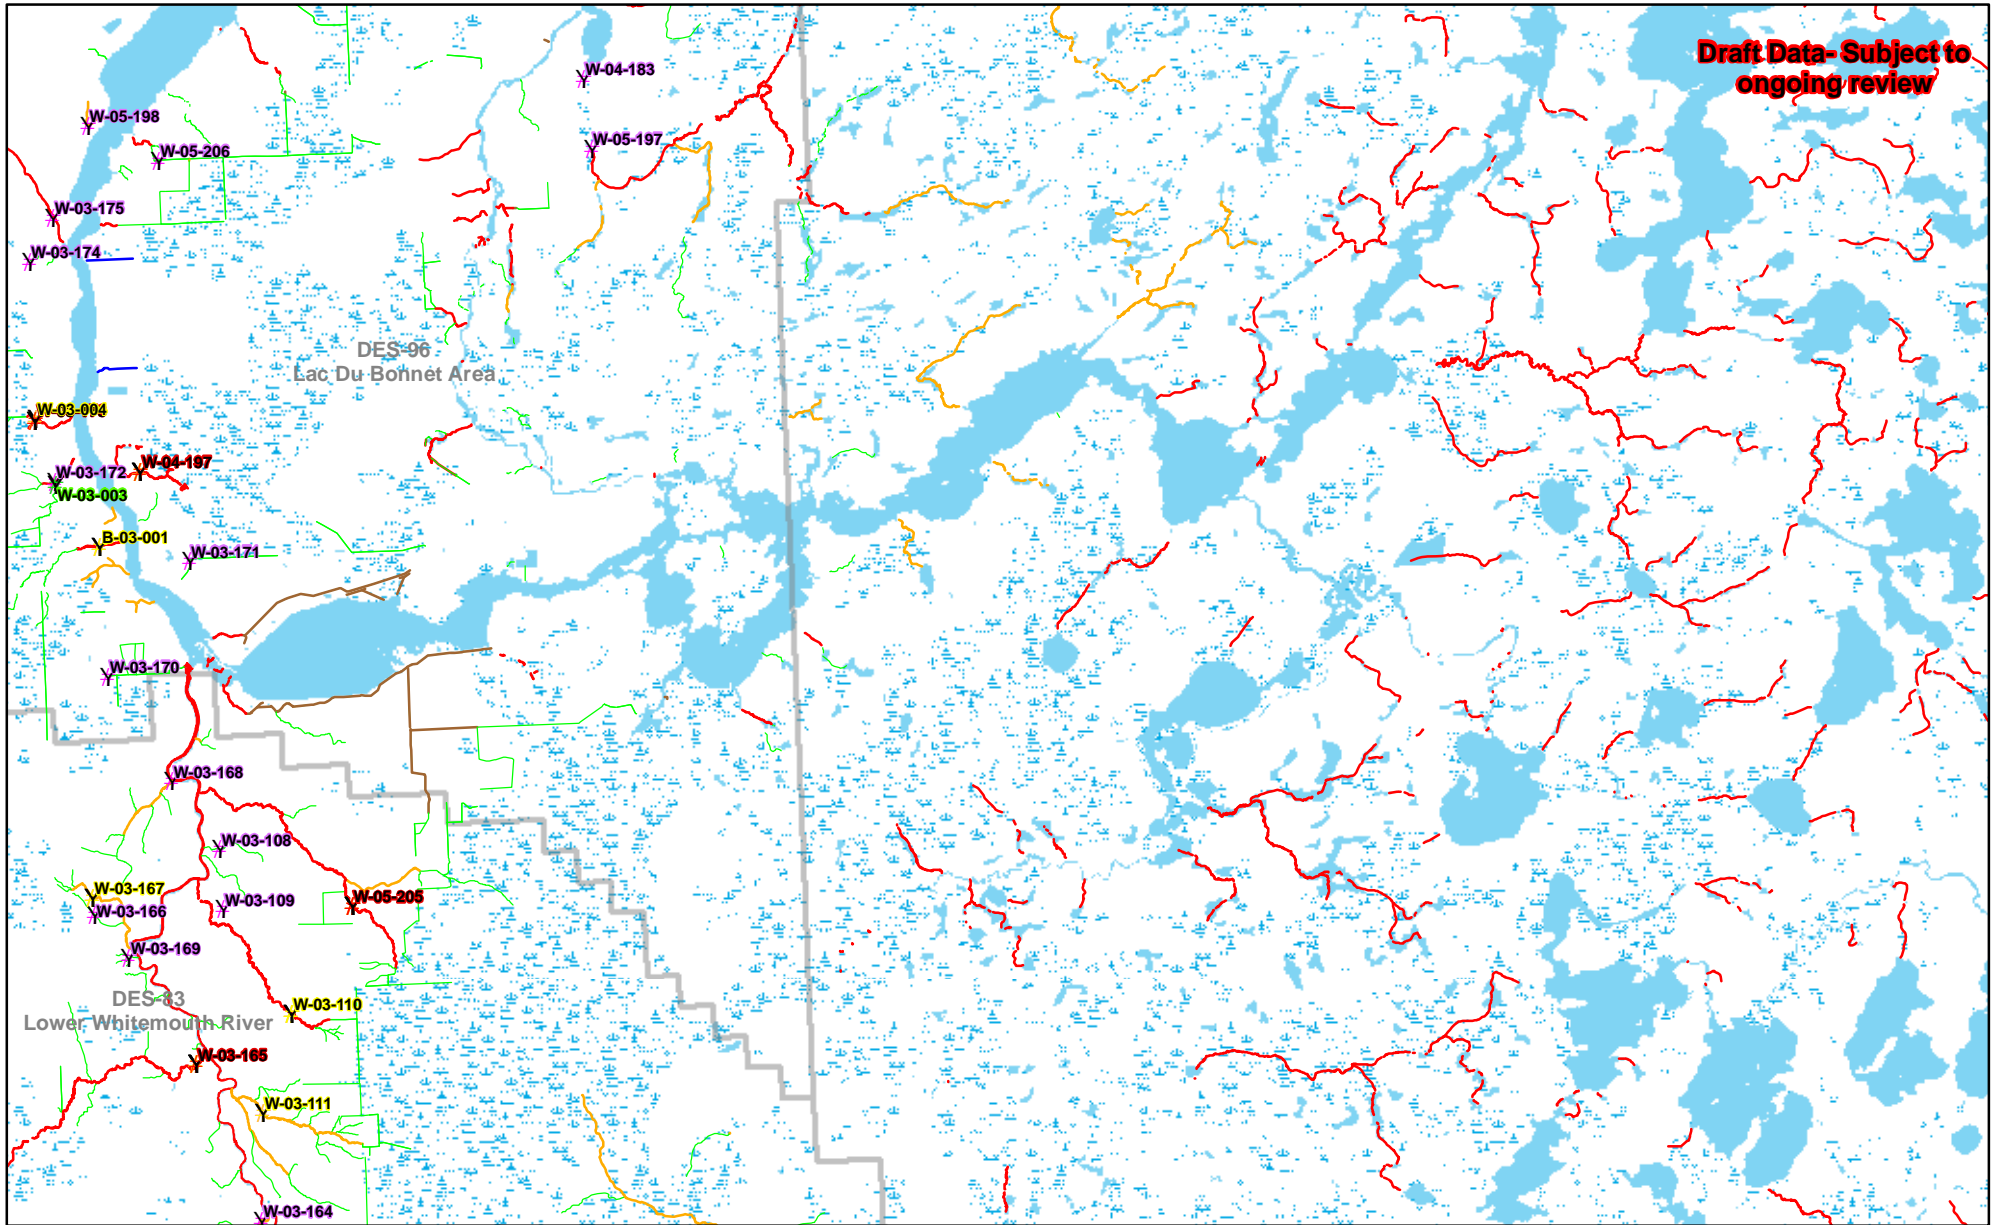 Draft Data- Subject to
ongoing review
W-04-183
W-05-198
W-05-197
W-05-206
W-03-175
W-03-174
DES-96
Lac Du Bonnet Area
W-03-004
W-04-197
W-03-172
W-03-003
B-03-001
W-03-171
W-03-170
W-03-168
W-03-108
W-03-167
W-05-205
W-03-109
W-03-166
W-03-169
DES-83
Lower Whitemouth River
W-03-110
W-03-165
W-03-111
W-03-164